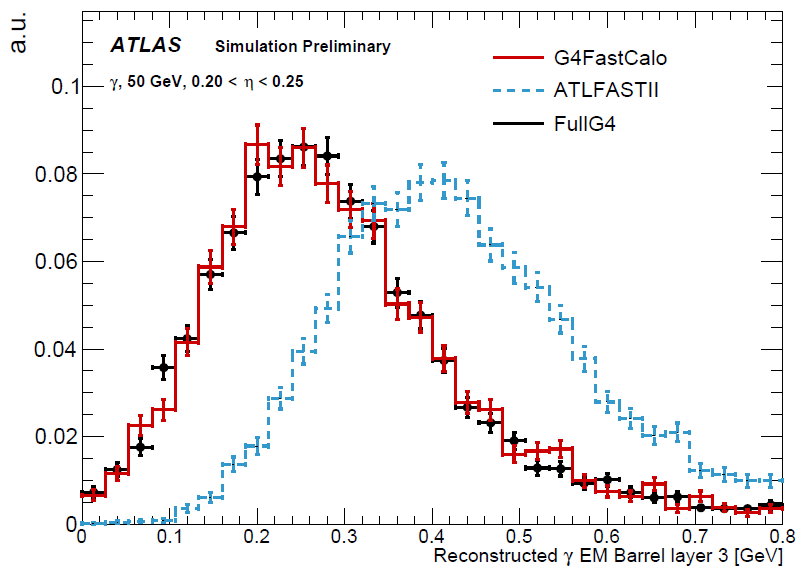 a.u.
ATLAS Simulation Preliminary
γ, 50 GeV, 0.20 < η < 0.25
G4FastCalo
ATLFASTII
FullG4
0.1
0.08
0.06
0.04
0.02
0
0 0.1 0.2 0.3 0.4 0.5 0.6 0.7 0.8
Reconstructed γ EM Barrel layer 3 [GeV]